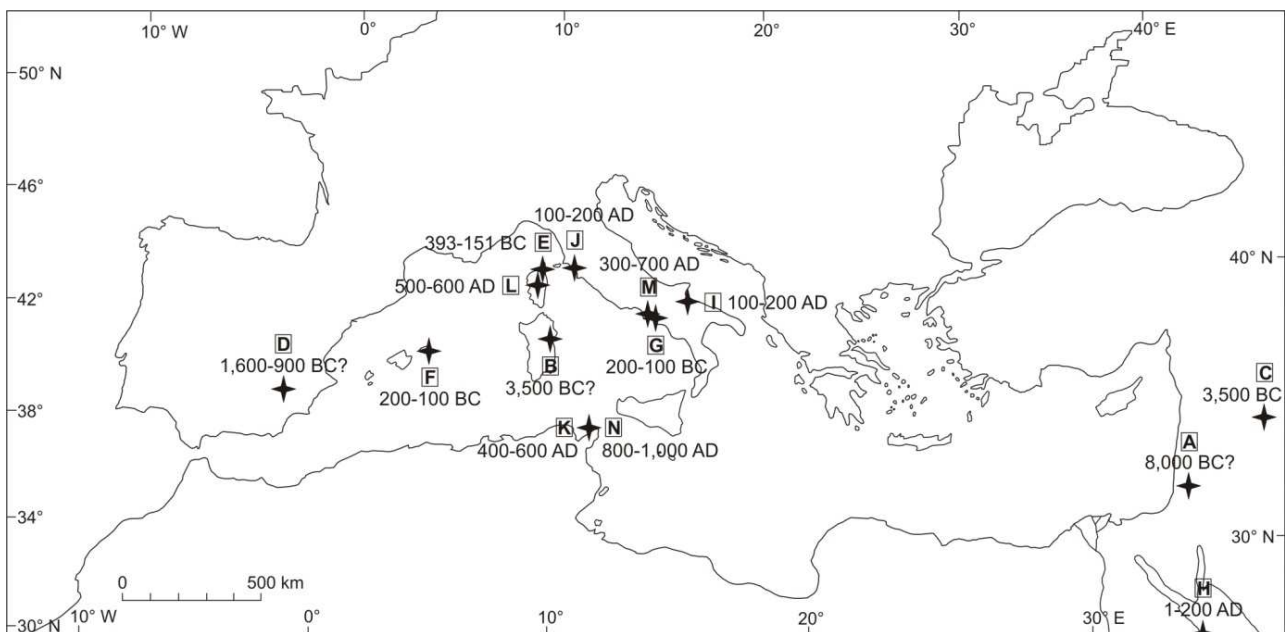 10° W 0° 10° 20° 30° 40° E
50° N
46°
100-200 AD
393-151 BC E J
40° N
300-700 AD
500-600 AD L M
42°
I 100-200 AD
D
1,600-900 BC?
G
B
200-100 BC
C
F
3,500 BC?
3,500 BC
200-100 BC
38°
K N
A
400-600 AD 800-1,000 AD
8,000 BC?
34°
30° N
0 500 km
H
1-200 AD
30° N
10° W 0° 10° 20° 30° E